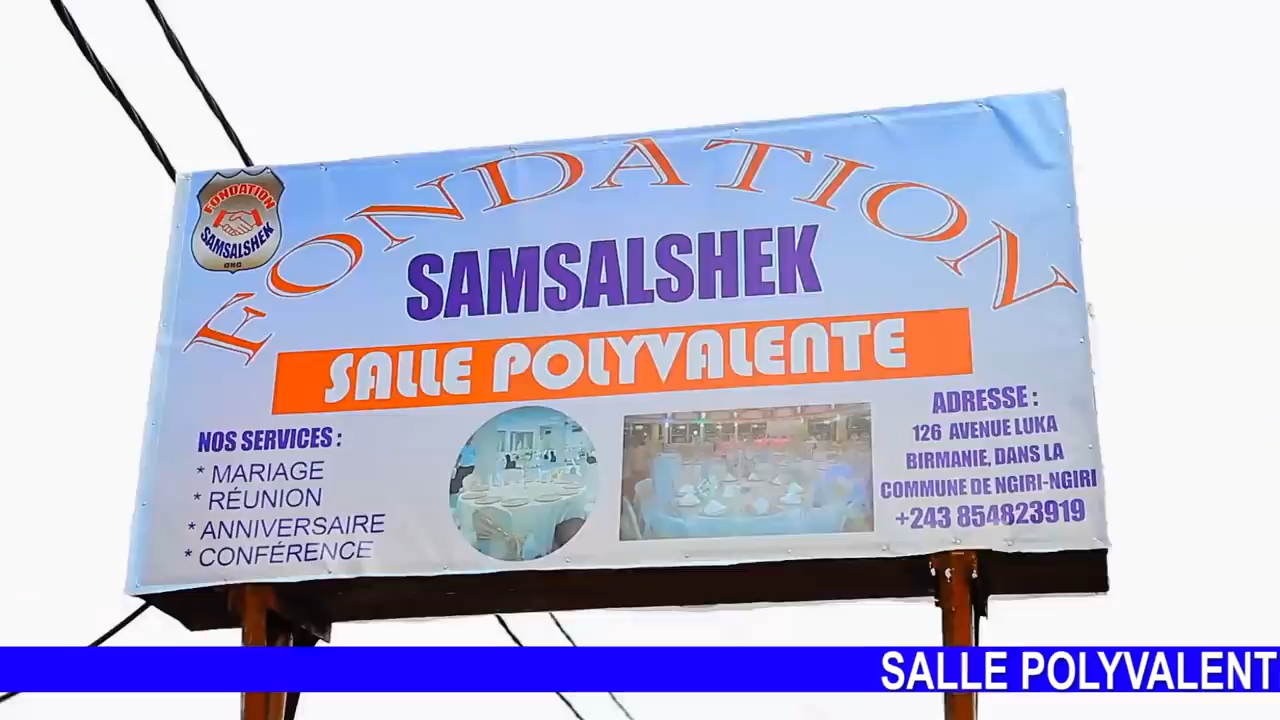 FONDATION
SAMSALSHEK
ORG
FONDATION
SAMSALSHEK
SALLE POLYVALENTE
NOS SERVICES :
* MARIAGE
* RÉUNION
* ANNIVERSAIRE
* CONFÉRENCE
ADRESSE :
126 AVENUE LUKA
BIRMANIE, DANS LA
COMMUNE DE NGIRI-NGIRI
+243 854823919
SALLE POLYVALENT